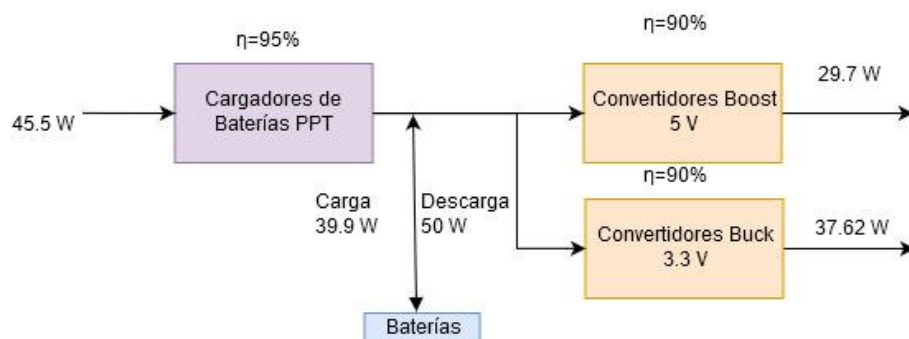 η=95%
η=90%
45.5 W
Cargadores de
Baterías PPT
Convertidores Boost
5 V
29.7 W
η=90%
Carga
39.9 W
Descarga
50 W
Convertidores Buck
3.3 V
37.62 W
Baterías